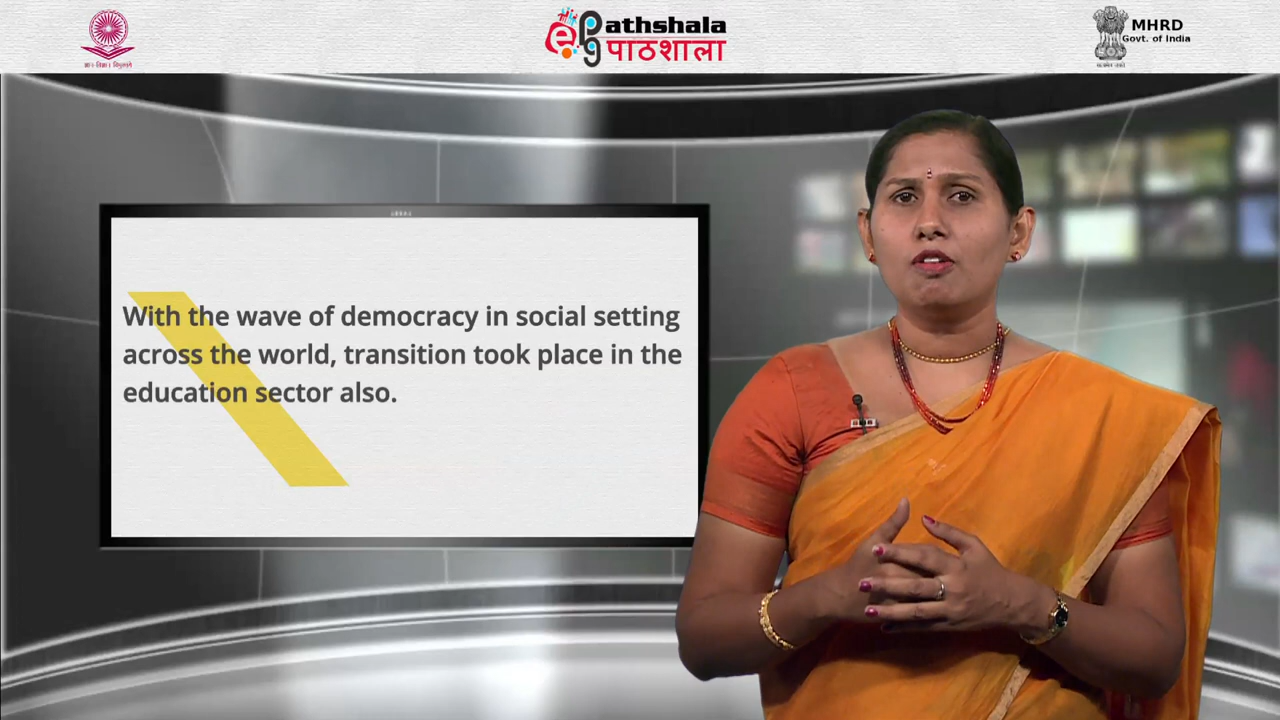 Pathshala
पाठशाला
MHRD
Govt. of India
With the wave of democracy in social setting
across the world, transition took place in the
education sector also.